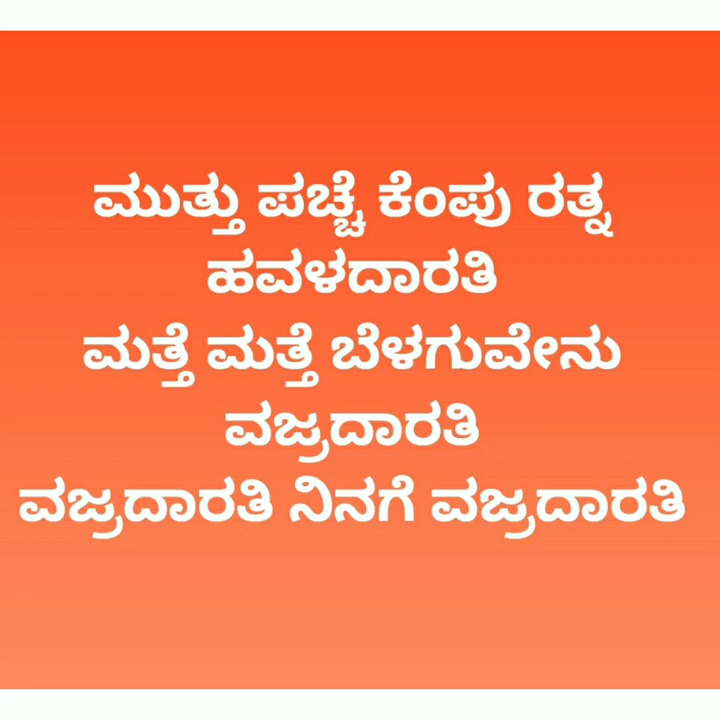 ಮುತ್ತು ಪಚ್ಚೆ ಕೆಂಪು ರತ್ನ
ಹವಳದಾರತಿ
ಮತ್ತೆ ಮತ್ತೆ ಬೆಳಗುವೇನು
ವಜ್ರದಾರತಿ
ವಜ್ರದಾರತಿ ನಿನಗೆ ವಜ್ರದಾರತಿ